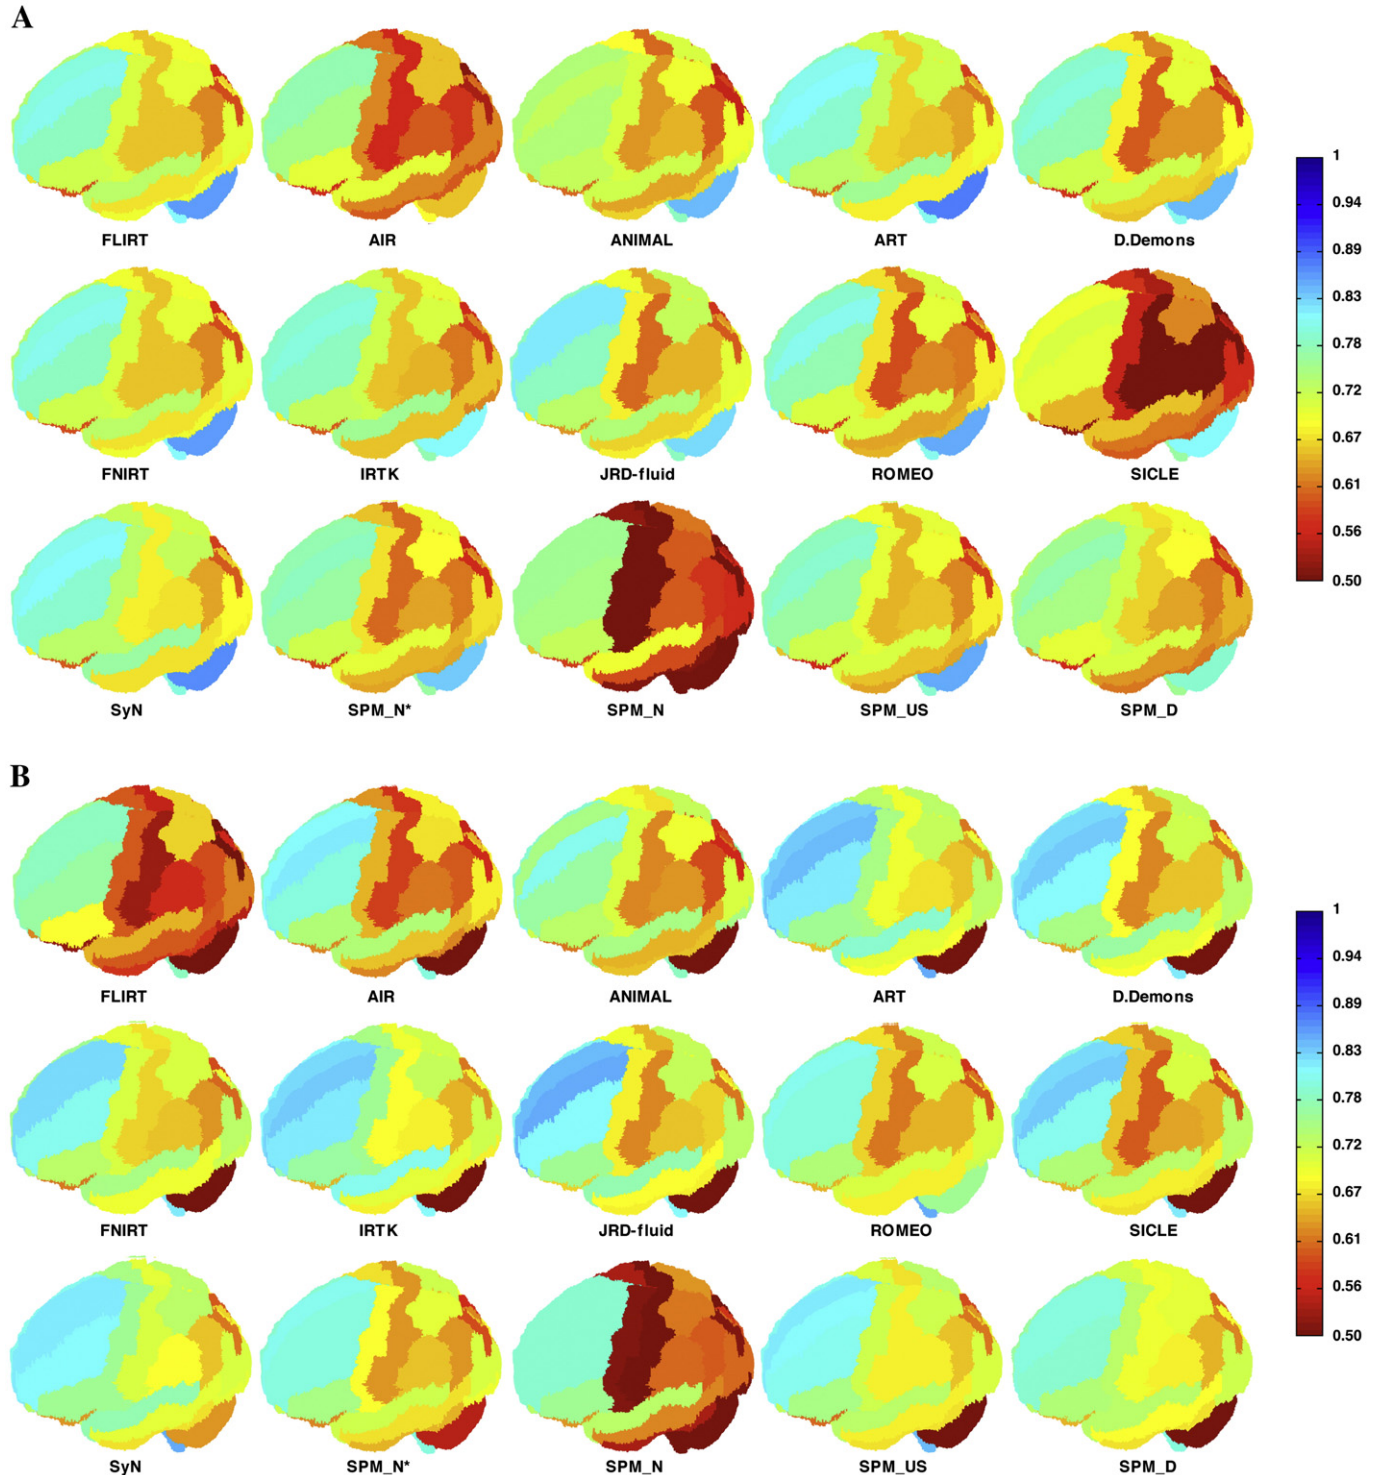 A
FLIRT AIR ANIMAL ART D.Demons
1
0.94
0.89
0.83
0.78
0.72
0.67
0.61
0.56
0.50
FNIRT IRTK JRD-fluid ROMEO SICLE
SyN SPM_N* SPM_N SPM_US SPM_D
B
FLIRT AIR ANIMAL ART D.Demons
1
0.94
0.89
0.83
0.78
0.72
0.67
0.61
0.56
0.50
FNIRT IRTK JRD-fluid ROMEO SICLE
SyN SPM_N* SPM_N SPM_US SPM_D